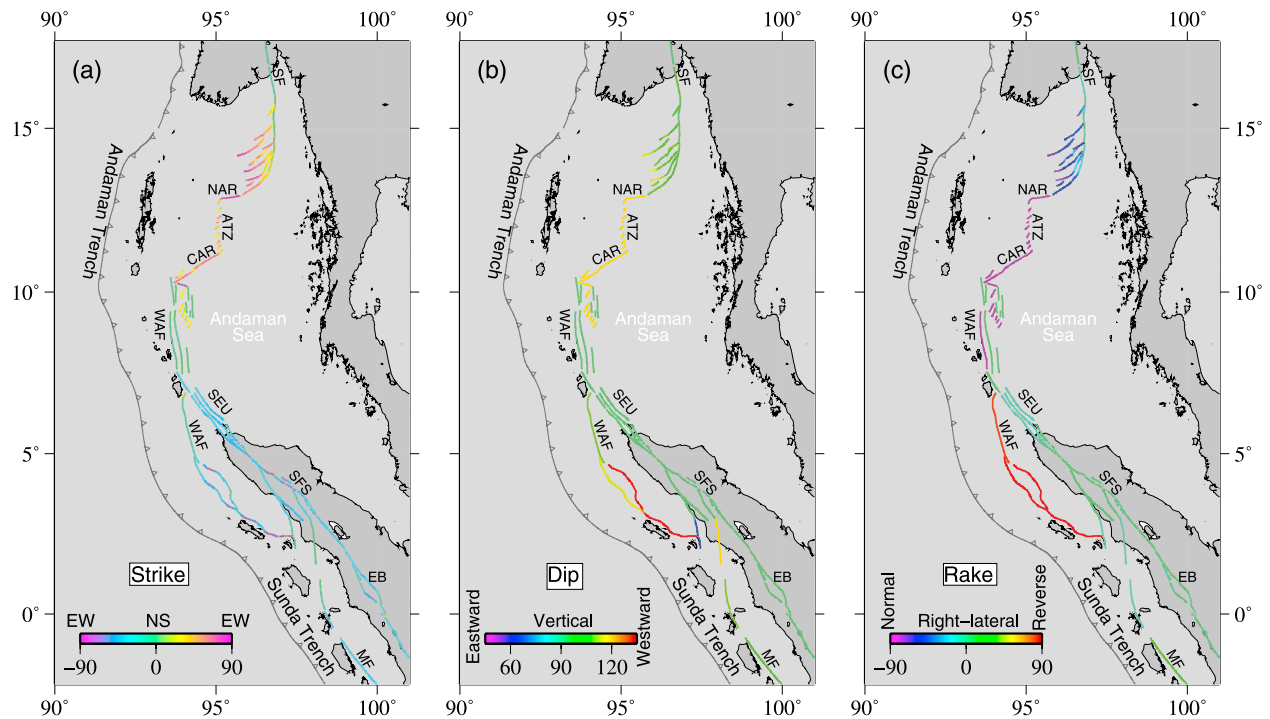 90° 95° 100° 90° 95° 100° 90° 95° 100°
(a)
SF
15°
Andaman Trench
NAR
ATZ
CAR
10°
WAF
Andaman
Sea
SEU
WAF
5°
SFS
Strike
EB
Sunda Trench
0°
EW NS EW
−90 0 90
MF
(b)
SF
Andaman Trench
NAR
ATZ
CAR
WAF
Andaman
Sea
SEU
WAF
SFS
Dip
EB
Sunda Trench
Eastward
Vertical
Westward
60 90 120
MF
(c)
SF
15°
Andaman Trench
NAR
ATZ
CAR
10°
WAF
Andaman
Sea
SEU
WAF
5°
SFS
Rake
EB
Sunda Trench
0°
Normal
Right−lateral
Reverse
−90 0 90
MF
90° 95° 100° 90° 95° 100° 90° 95° 100°